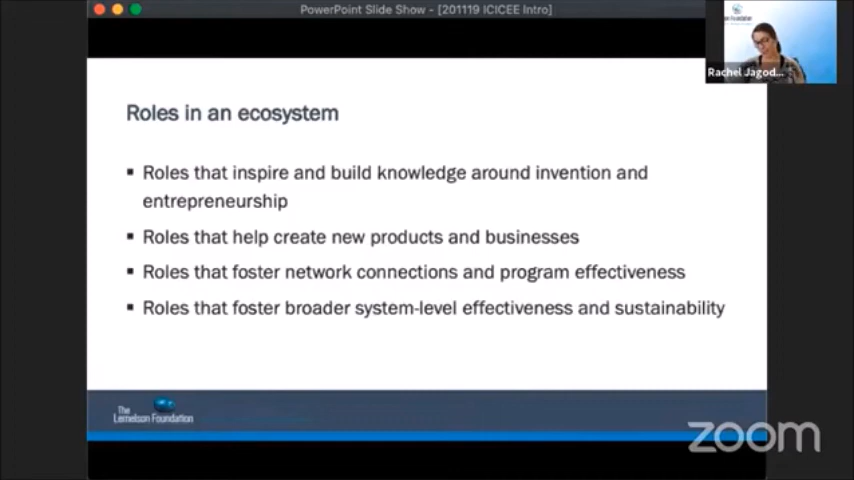 PowerPoint Slide Show - [201119 ICICEE Intro]
Foundation
Rachel Jagod...
Roles in an ecosystem
Roles that inspire and build knowledge around invention and
entrepreneurship
Roles that help create new products and businesses
Roles that foster network connections and program effectiveness
Roles that foster broader system-level effectiveness and sustainability
The
Lemelson Foundation
zoom